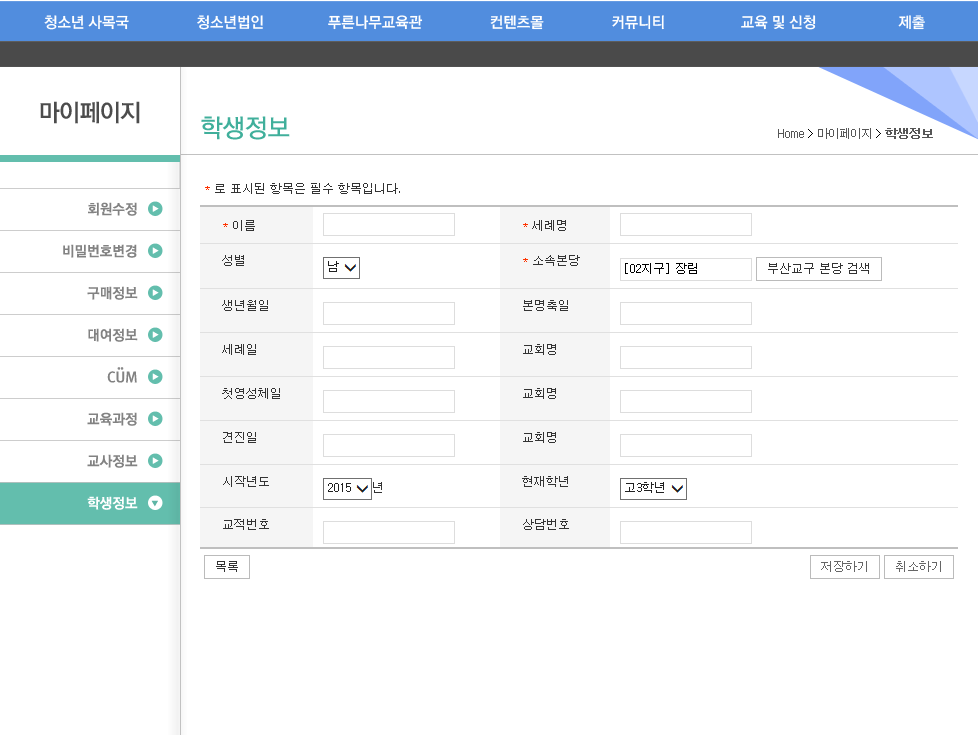 청소년 사목국 청소년법인 푸른나무교육관 컨텐츠몰 커뮤니티 교육 및 신청 제출
마이페이지
학생정보
Home > 마이페이지 > 학생정보
* 로 표시된 항목은 필수 항목입니다.
회원수정
비밀번호변경
구매정보
대여정보
CÜM
교육과정
교사정보
학생정보
* 이름 * 세례명
성별 남 * 소속본당 [02지구] 장림 부산교구 본당 검색
생년월일 본명축일
세례일 교회명
첫영성체일 교회명
견진일 교회명
시작년도 2015 년 현재학년 고3학년
교적번호 상담번호
목록 저장하기 취소하기